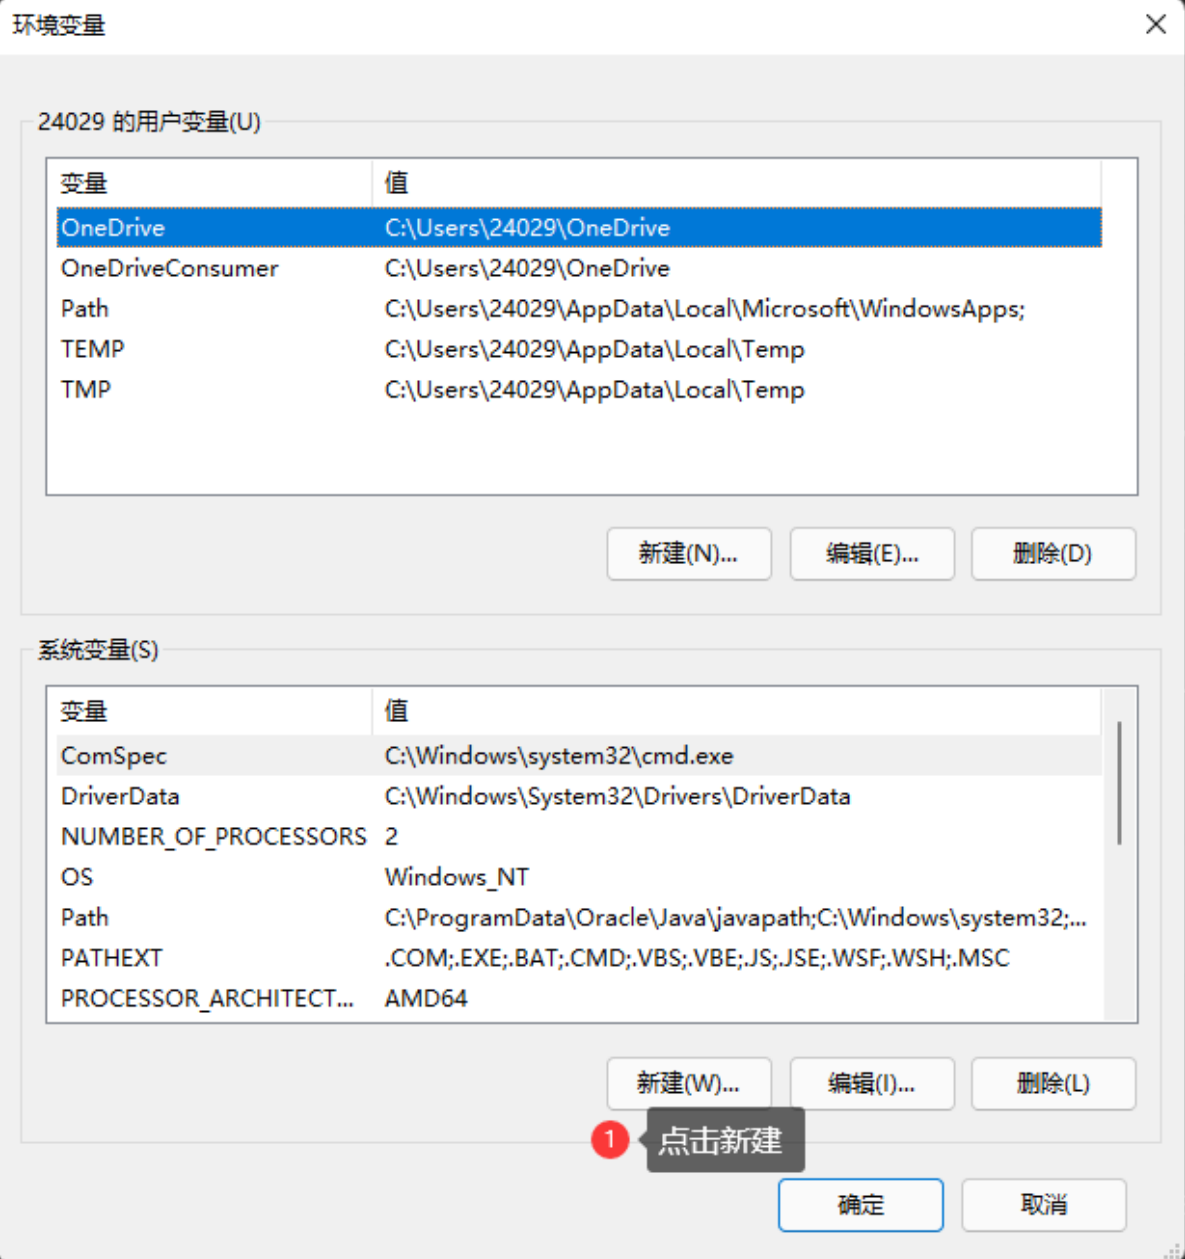 环境变量
24029 的用户变量(U)
变量 值
OneDrive C:\Users\24029\OneDrive
OneDriveConsumer C:\Users\24029\OneDrive
Path C:\Users\24029\AppData\Local\Microsoft\WindowsApps;
TEMP C:\Users\24029\AppData\Local\Temp
TMP C:\Users\24029\AppData\Local\Temp
新建(N)... 编辑(E)... 删除(D)
系统变量(S)
变量 值
ComSpec C:\Windows\system32\cmd.exe
DriverData C:\Windows\System32\Drivers\DriverData
NUMBER_OF_PROCESSORS 2
OS Windows_NT
Path C:\ProgramData\Oracle\Java\javapath;C:\Windows\system32;...
PATHEXT .COM;.EXE;.BAT;.CMD;.VBS;.VBE;.JS;.JSE;.WSF;.WSH;.MSC
PROCESSOR_ARCHITECT... AMD64
新建(W)... 编辑(I)... 删除(L)
1 点击新建
确定 取消